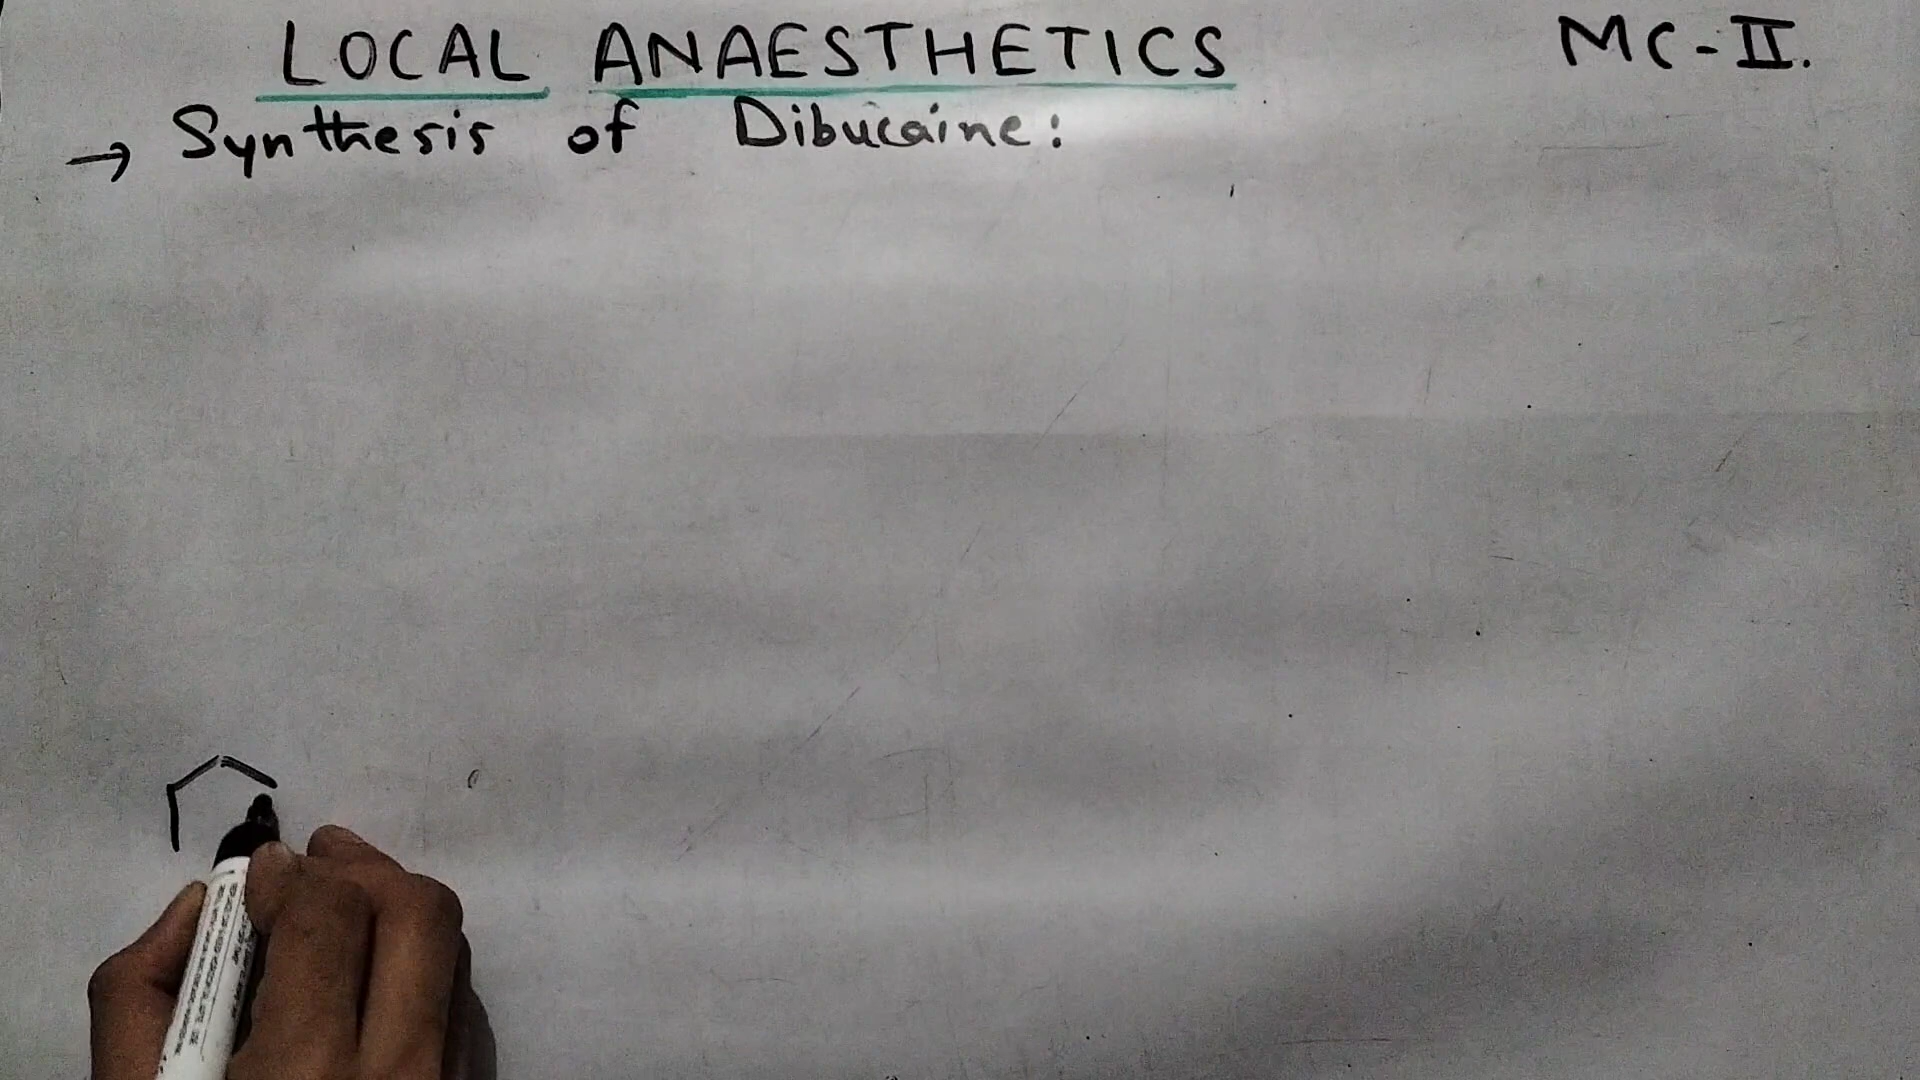 LOCAL ANAESTHETICS MC-II.
→ Synthesis of Dibucaine: